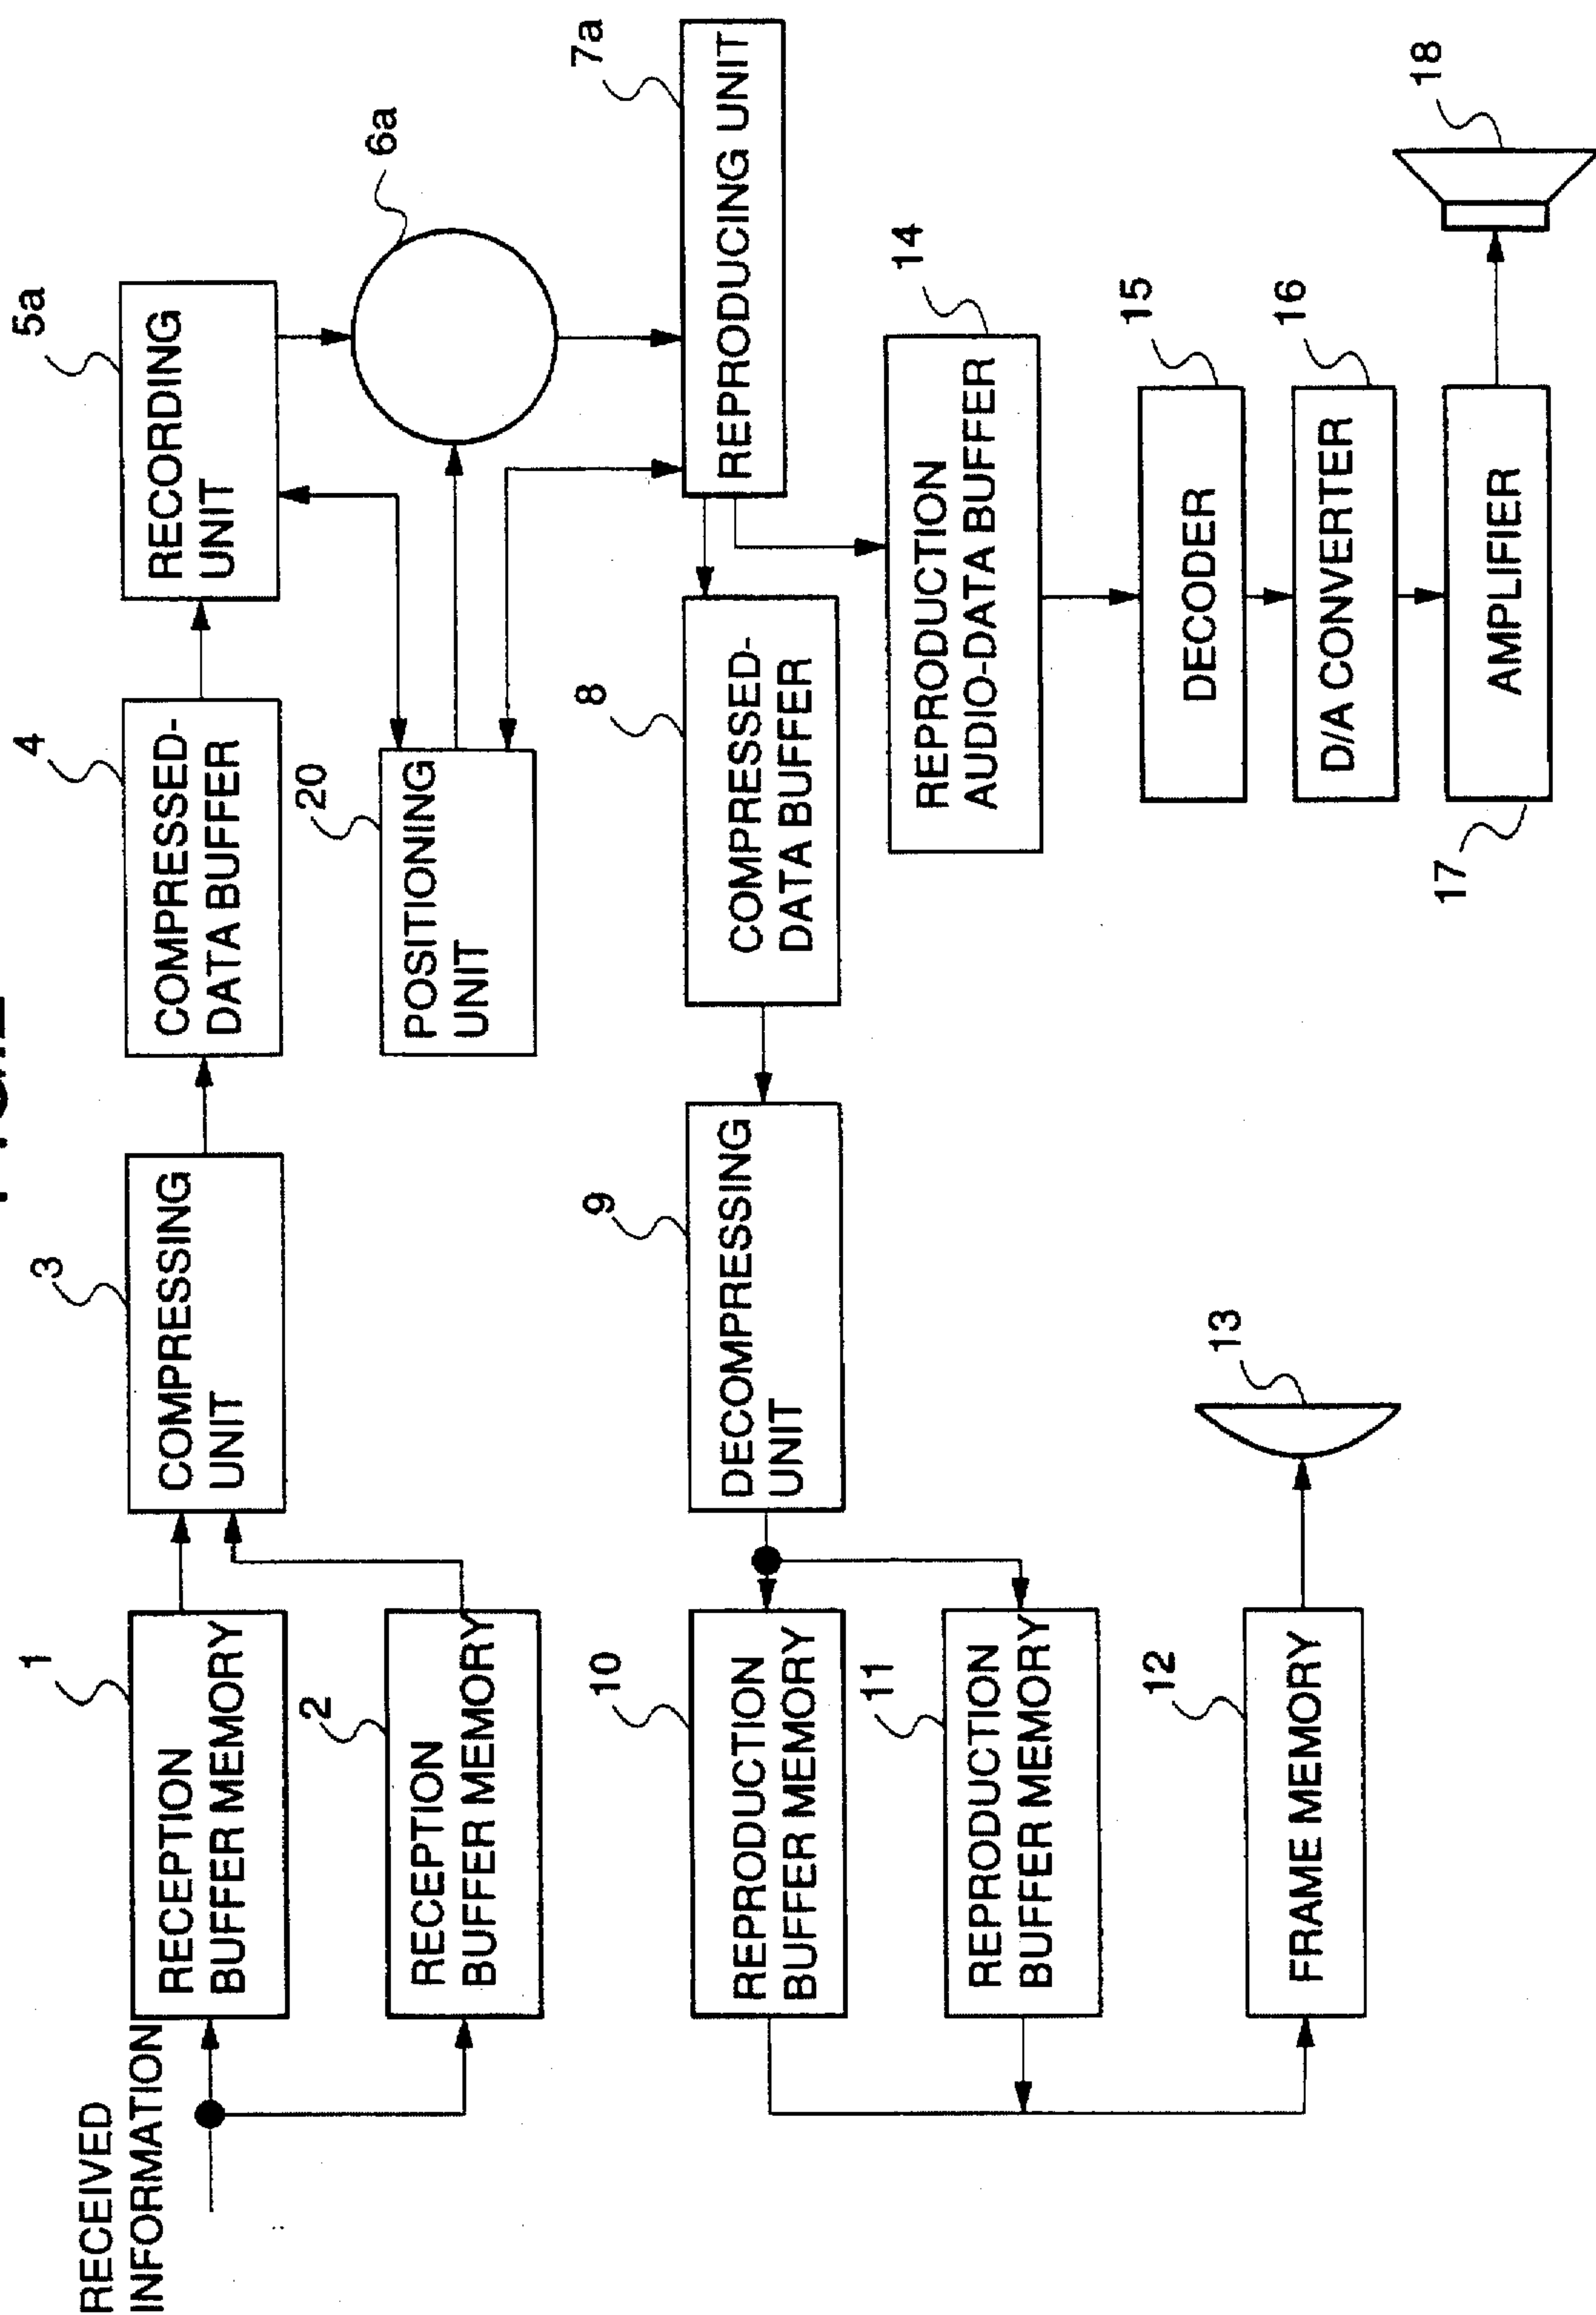 RECEIVED
INFORMATION
1
RECEPTION
BUFFER MEMORY
2
RECEPTION
BUFFER MEMORY
3
COMPRESSING
UNIT
4
COMPRESSED-
DATA BUFFER
5a
RECORDING
UNIT
20
POSITIONING
UNIT
6a
7a
REPRODUCING UNIT
8
COMPRESSED-
DATA BUFFER
9
DECOMPRESSING
UNIT
10
REPRODUCTION
BUFFER MEMORY
11
REPRODUCTION
BUFFER MEMORY
12
FRAME MEMORY
13
14
REPRODUCTION
AUDIO-DATA BUFFER
15
DECODER
16
D/A CONVERTER
17
AMPLIFIER
18